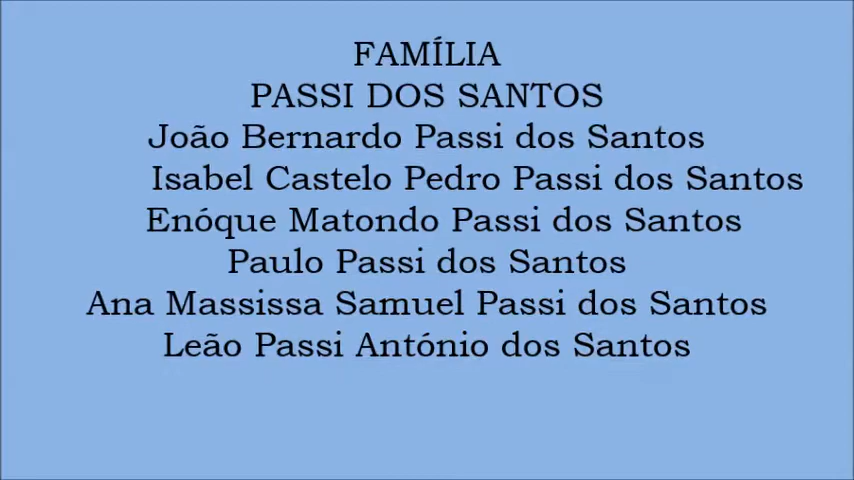 FAMÍLIA
PASSI DOS SANTOS
João Bernardo Passi dos Santos
Isabel Castelo Pedro Passi dos Santos
Enóque Matondo Passi dos Santos
Paulo Passi dos Santos
Ana Massissa Samuel Passi dos Santos
Leão Passi António dos Santos